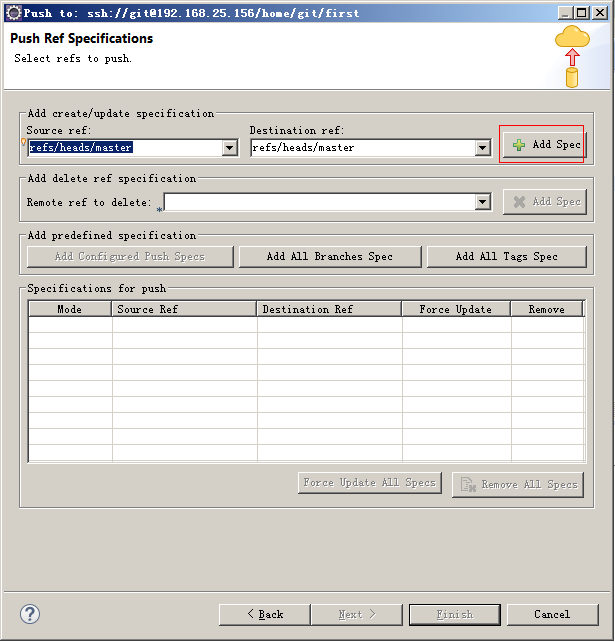 Push to: ssh://git@192.168.25.156/home/git/first
Push Ref Specifications
Select refs to push.
Add create/update specification
Source ref: Destination ref:
refs/heads/master refs/heads/master Add Spec
Add delete ref specification
Remote ref to delete:* Add Spec
Add predefined specification
Add Configured Push Specs Add All Branches Spec Add All Tags Spec
Specifications for push
Mode Source Ref Destination Ref Force Update Remove
Force Update All Specs Remove All Specs
? < Back Next > Finish Cancel